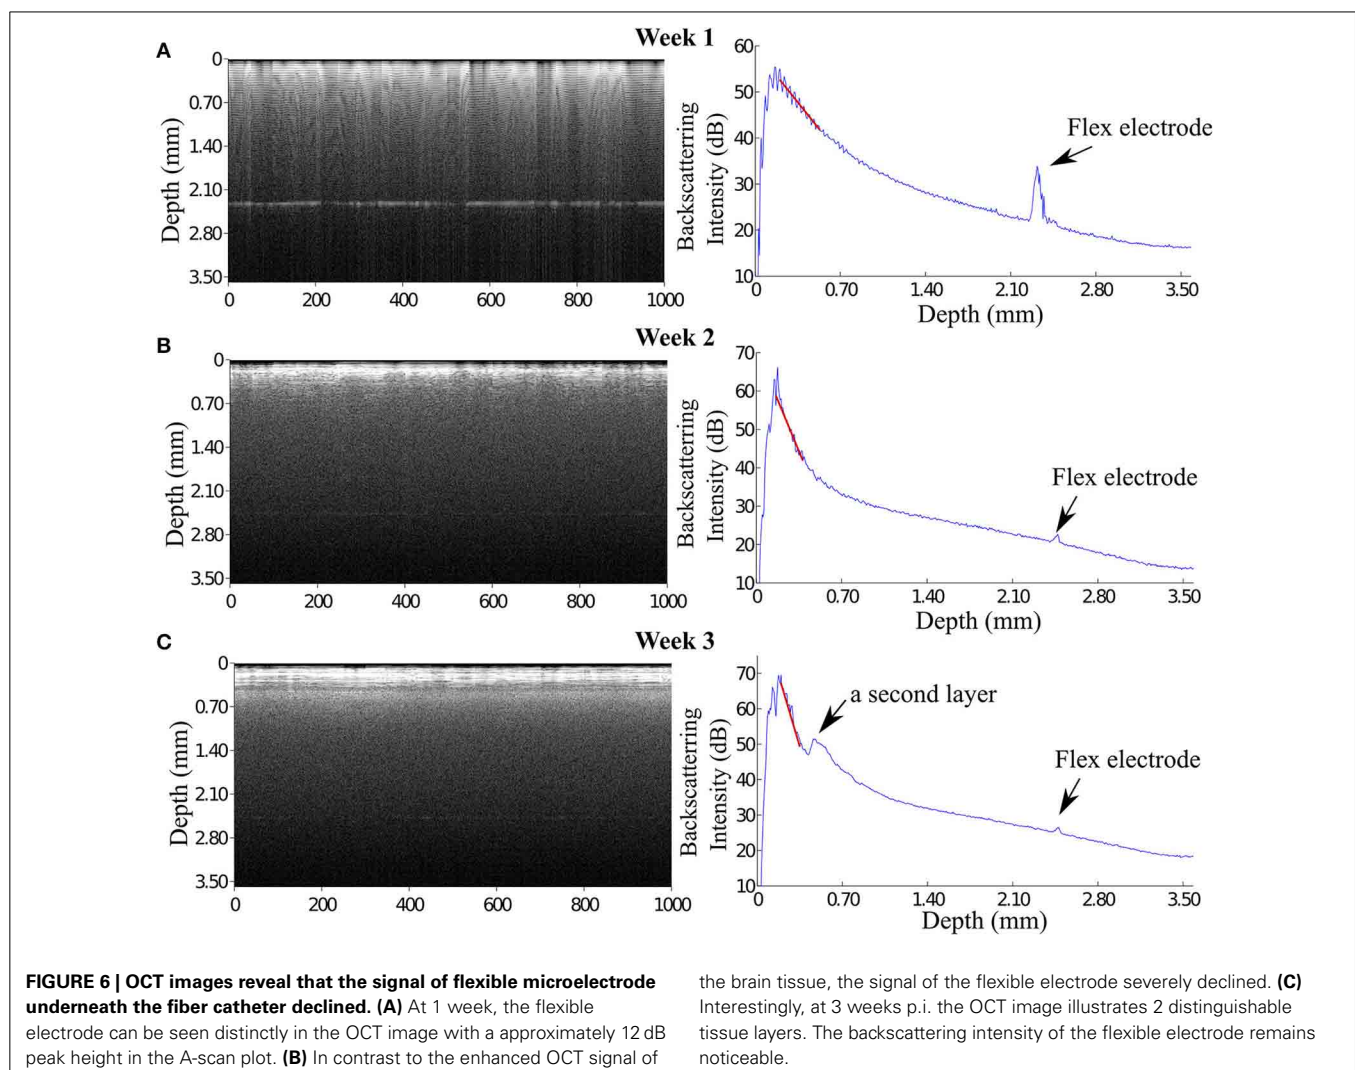 A
Week 1
0
0.70
1.40
2.10
2.80
3.50
Depth (mm)
0
200
400
600
800
1000
Backscattering
Intensity (dB)
60
50
40
30
20
10
Flex electrode
0
0.70
1.40
2.10
2.80
3.50
Depth (mm)
B
Week 2
0
0.70
1.40
2.10
2.80
3.50
Depth (mm)
0
200
400
600
800
1000
Backscattering
Intensity (dB)
70
60
50
40
30
20
10
Flex electrode
0
0.70
1.40
2.10
2.80
3.50
Depth (mm)
C
Week 3
0
0.70
1.40
2.10
2.80
3.50
Depth (mm)
0
200
400
600
800
1000
Backscattering
Intensity (dB)
70
60
50
40
30
20
10
a second layer
Flex electrode
0
0.70
1.40
2.10
2.80
3.50
Depth (mm)
FIGURE 6 | OCT images reveal that the signal of flexible microelectrode
underneath the fiber catheter declined. (A) At 1 week, the flexible
electrode can be seen distinctly in the OCT image with a approximately 12 dB
peak height in the A-scan plot. (B) In contrast to the enhanced OCT signal of
the brain tissue, the signal of the flexible electrode severely declined. (C)
Interestingly, at 3 weeks p.i. the OCT image illustrates 2 distinguishable
tissue layers. The backscattering intensity of the flexible electrode remains
noticeable.